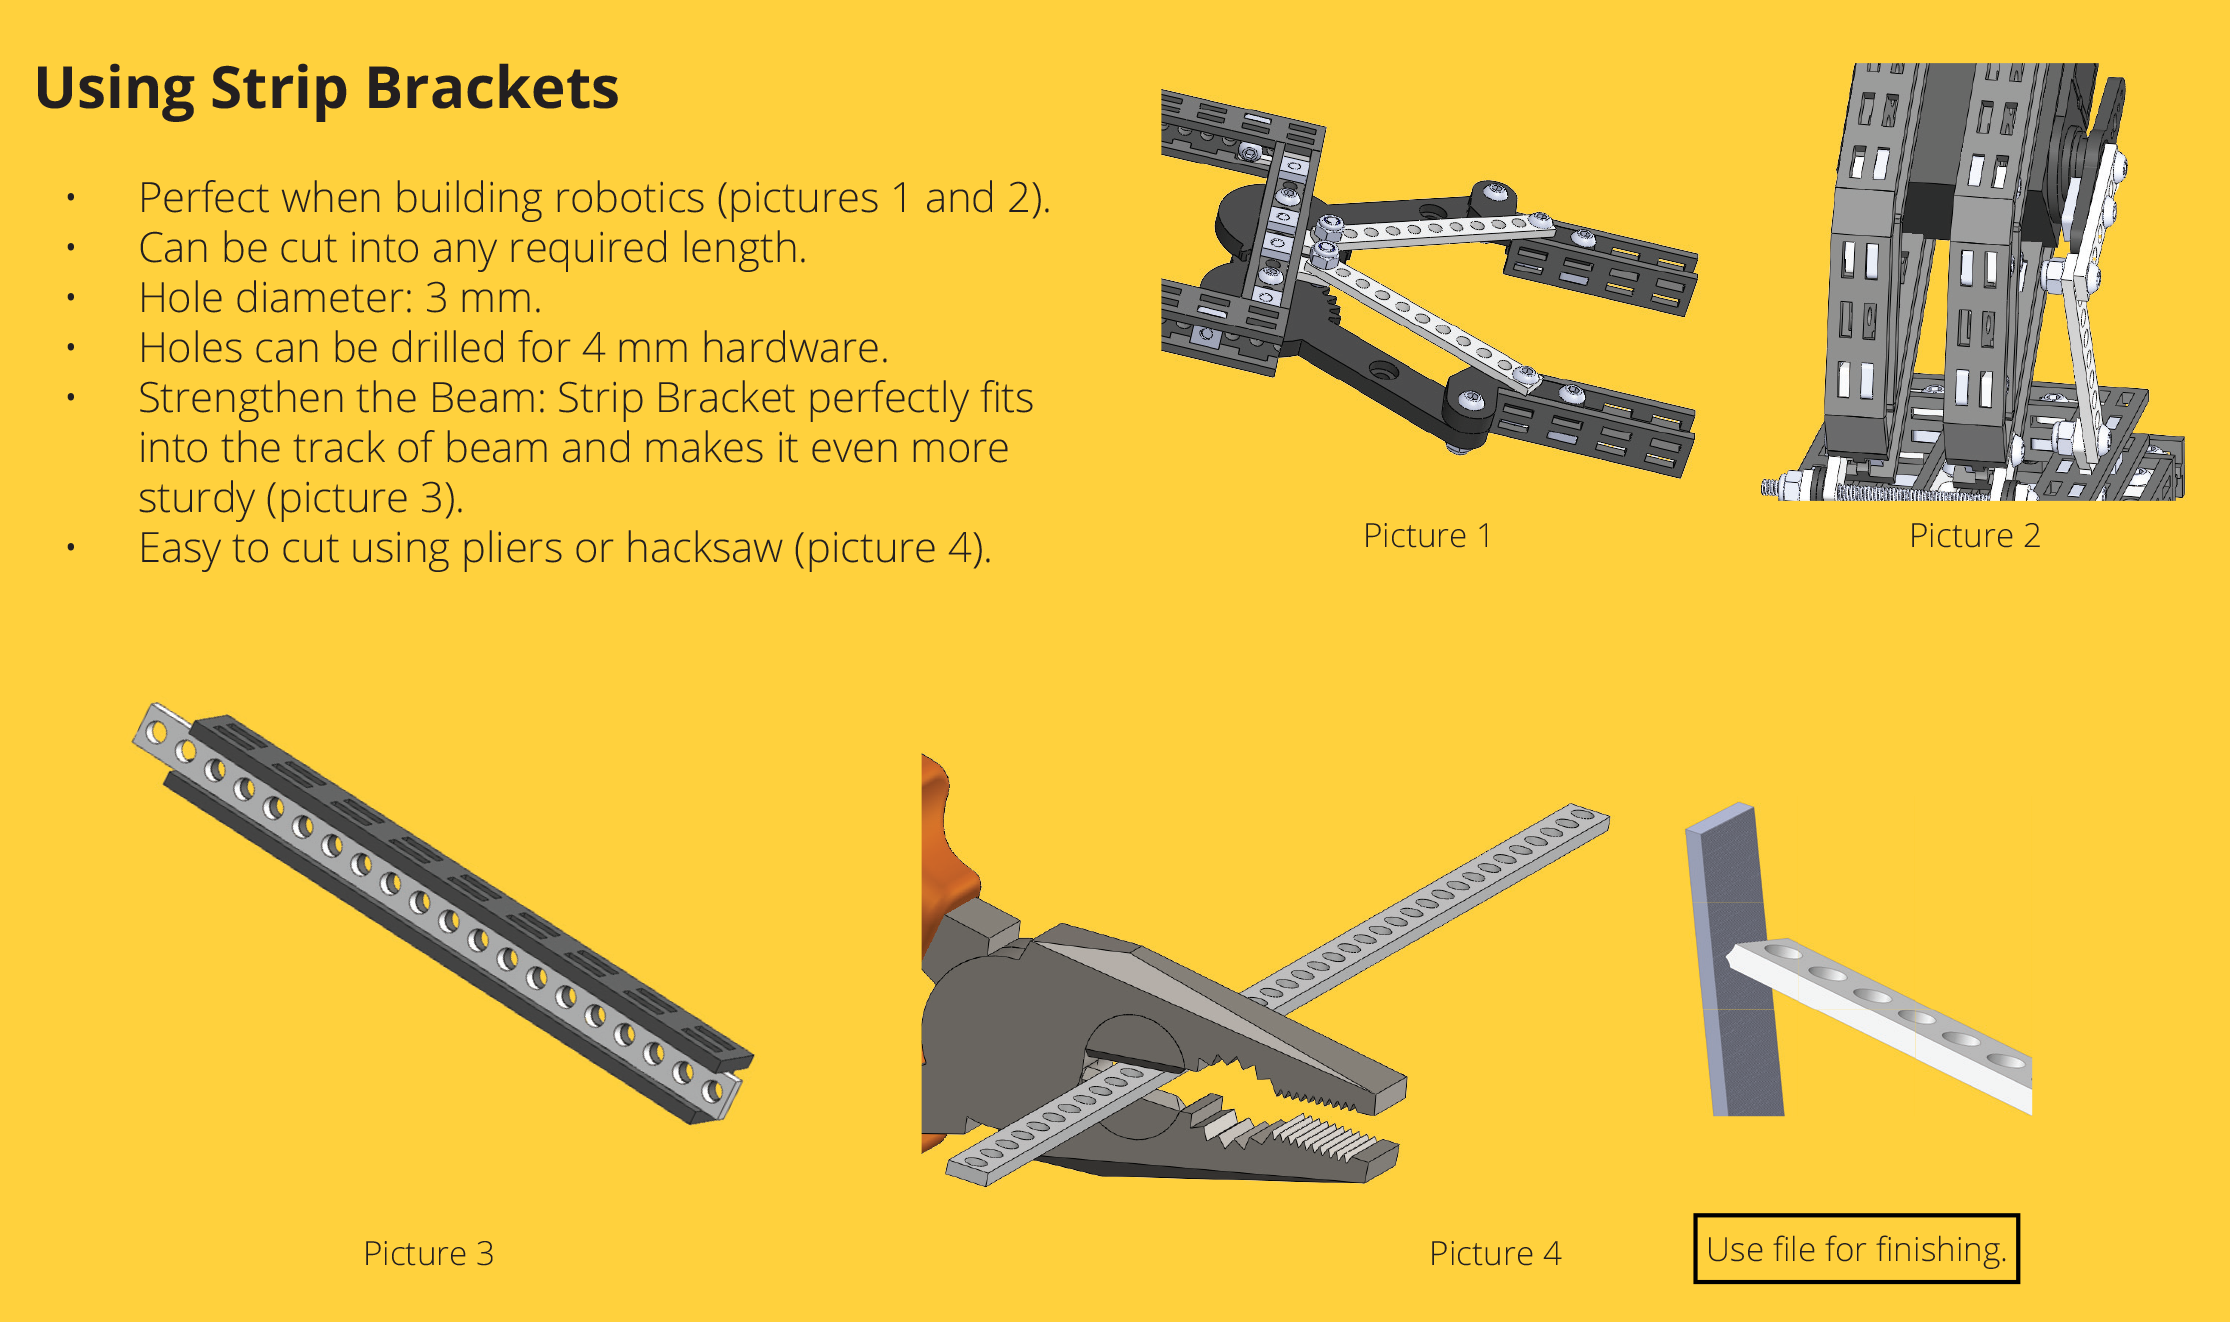 Using Strip Brackets
• Perfect when building robotics (pictures 1 and 2).
• Can be cut into any required length.
• Hole diameter: 3 mm.
• Holes can be drilled for 4 mm hardware.
• Strengthen the Beam: Strip Bracket perfectly fits
into the track of beam and makes it even more
sturdy (picture 3).
• Easy to cut using pliers or hacksaw (picture 4).
Picture 1
Picture 2
Picture 3
Picture 4
Use file for finishing.